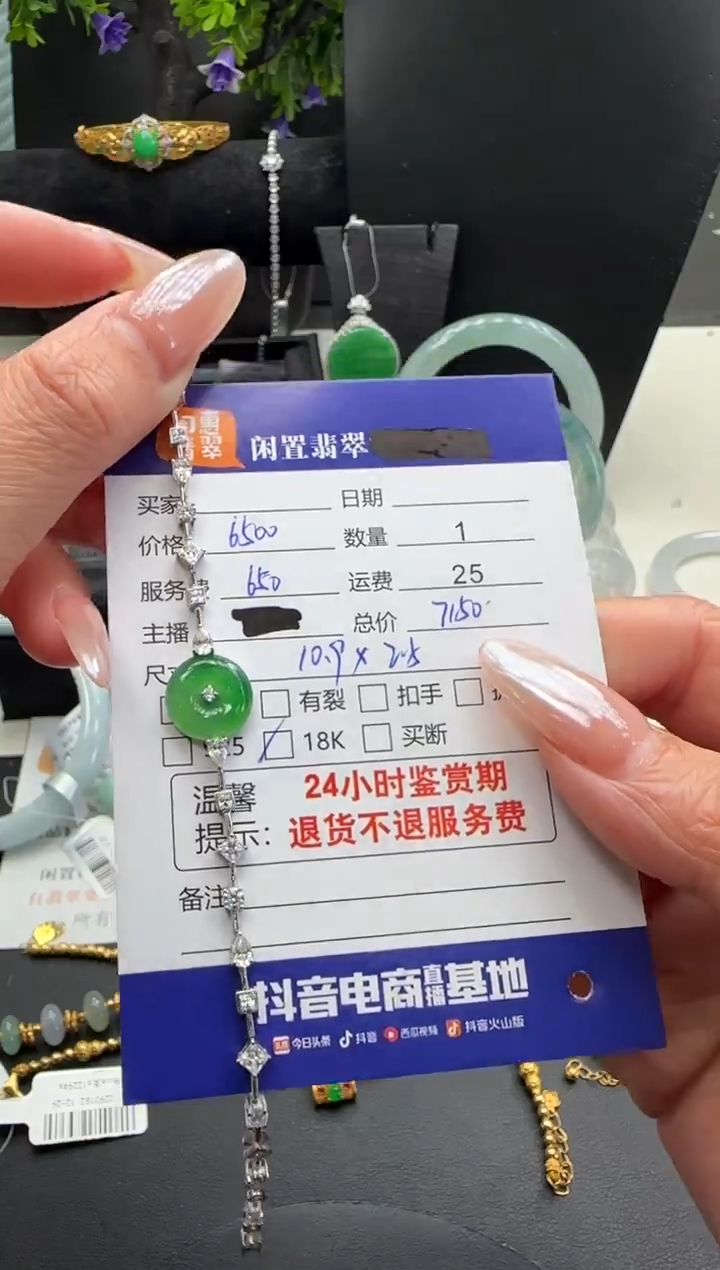 闲置翡翠
买家 日期
价格 6500 数量 1
服务费 650 运费 25
主播 总价 7150
尺 10.9 x 2.5
有裂 扣手
5 18K 买断
温馨 24小时鉴赏期
提示: 退货不退服务费
备注
抖音电商直播基地
今日头条 抖音 西瓜视频 抖音火山版